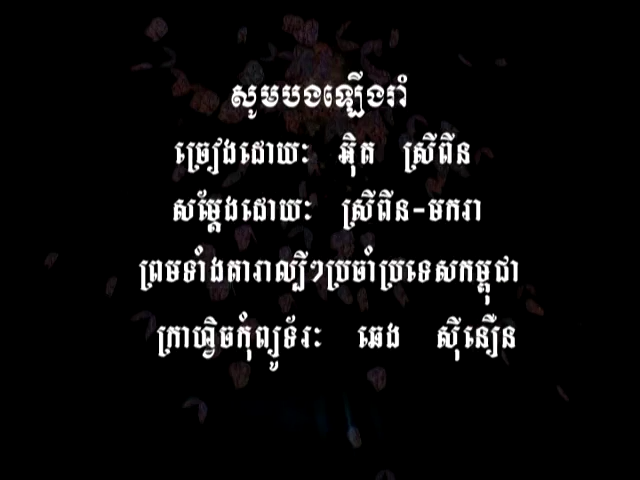 សូមបងឡើងរាំ
ច្រៀងដោយៈ អ៊ិត ស្រីពីន
សម្ដែងដោយៈ ស្រីពីន-មករា
ព្រមទាំងតារាល្បីៗប្រចាំប្រទេសកម្ពុជា
ក្រាហ្វិចកុំព្យូទ័រៈ ឆេង ស៊ីនឿន